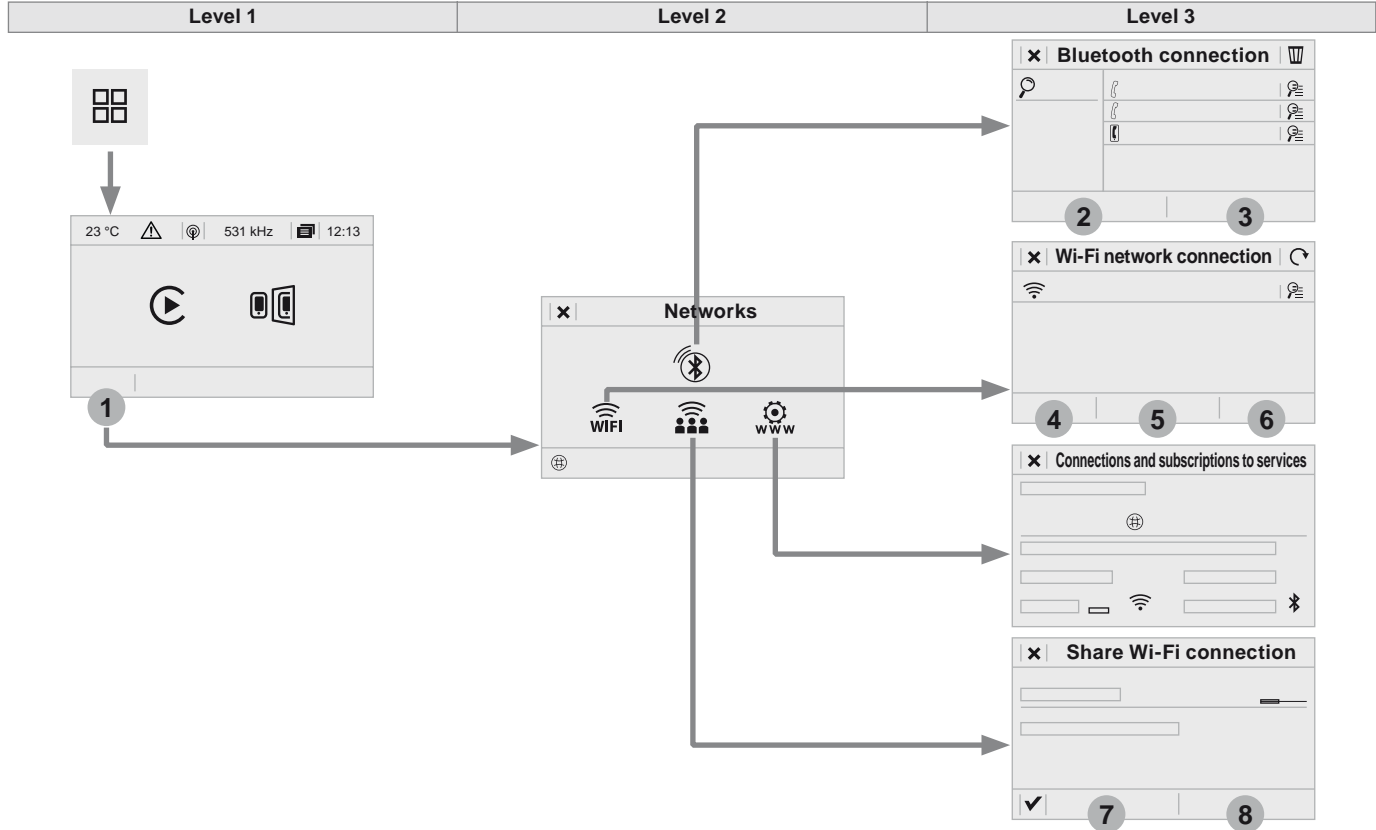 Level 1
Level 2
Level 3
Bluetooth connection
2
3
23 °C 531 kHz 12:13
1
Networks
WIFI
www
Wi-Fi network connection
4
5
6
Connections and subscriptions to services
Share Wi-Fi connection
7
8